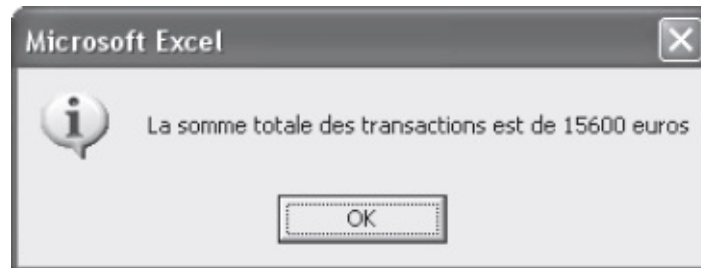 Microsoft Excel
La somme totale des transactions est de 15600 euros
OK